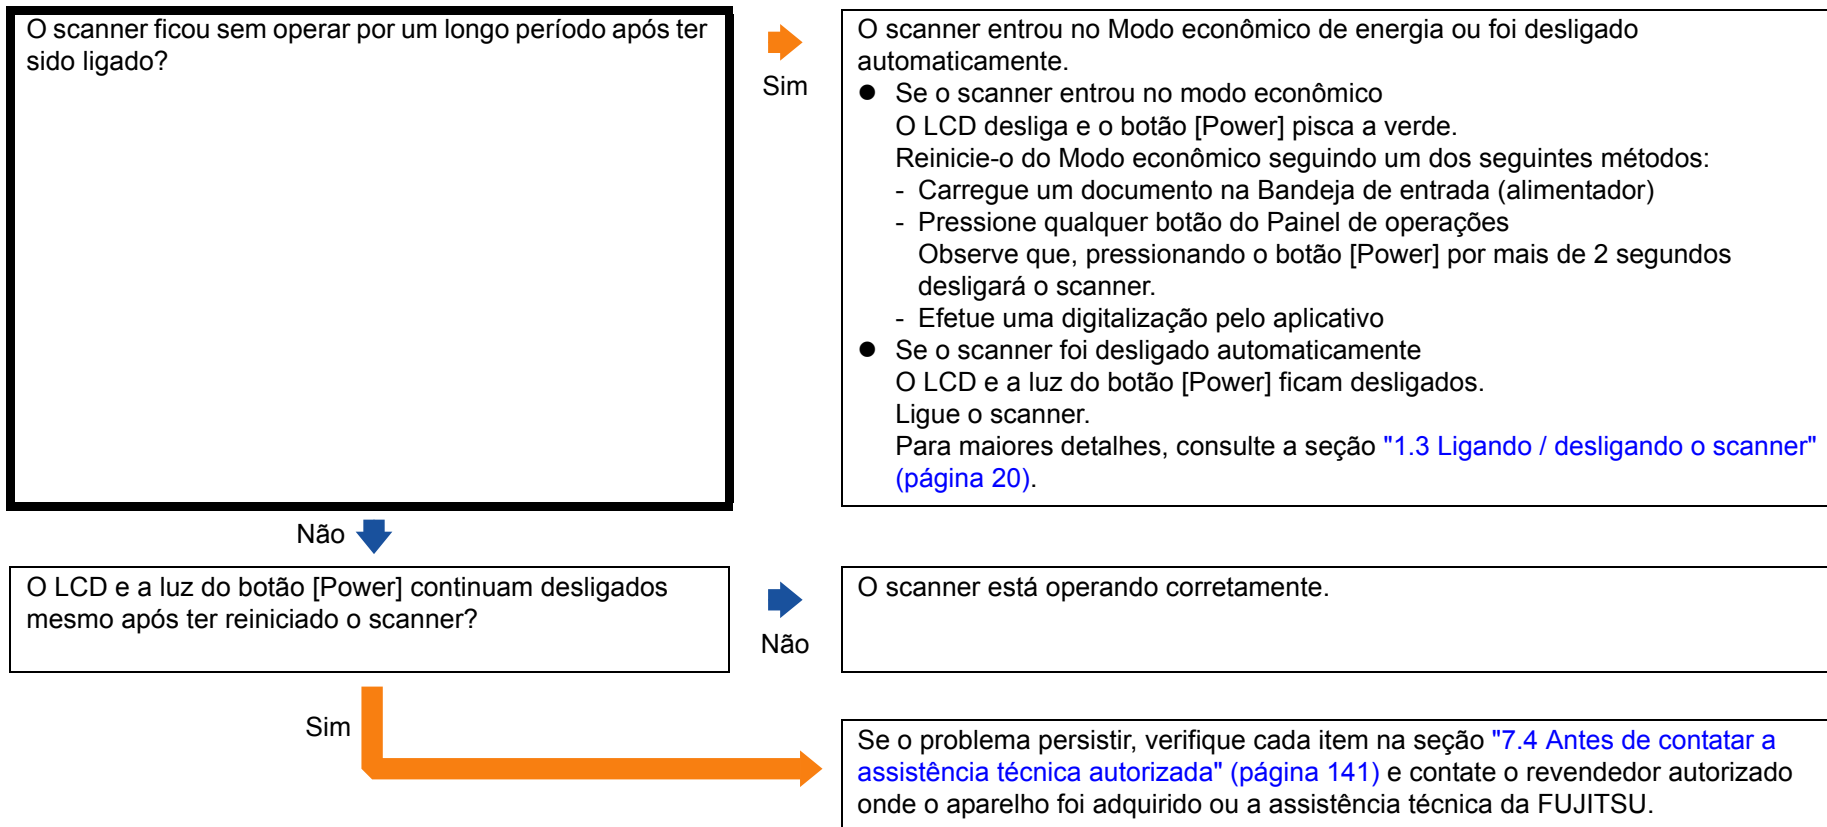 O scanner ficou sem operar por um longo período após ter
sido ligado?
Sim
O scanner entrou no Modo econômico de energia ou foi desligado
automaticamente.
● Se o scanner entrou no modo econômico
O LCD desliga e o botão [Power] pisca a verde.
Reinicie-o do Modo econômico seguindo um dos seguintes métodos:
- Carregue um documento na Bandeja de entrada (alimentador)
- Pressione qualquer botão do Painel de operações
Observe que, pressionando o botão [Power] por mais de 2 segundos
desligará o scanner.
- Efetue uma digitalização pelo aplicativo
● Se o scanner foi desligado automaticamente
O LCD e a luz do botão [Power] ficam desligados.
Ligue o scanner.
Para maiores detalhes, consulte a seção "1.3 Ligando / desligando o scanner"
(página 20).
Não
O LCD e a luz do botão [Power] continuam desligados
mesmo após ter reiniciado o scanner?
Não
O scanner está operando corretamente.
Sim
Se o problema persistir, verifique cada item na seção "7.4 Antes de contatar a
assistência técnica autorizada" (página 141) e contate o revendedor autorizado
onde o aparelho foi adquirido ou a assistência técnica da FUJITSU.